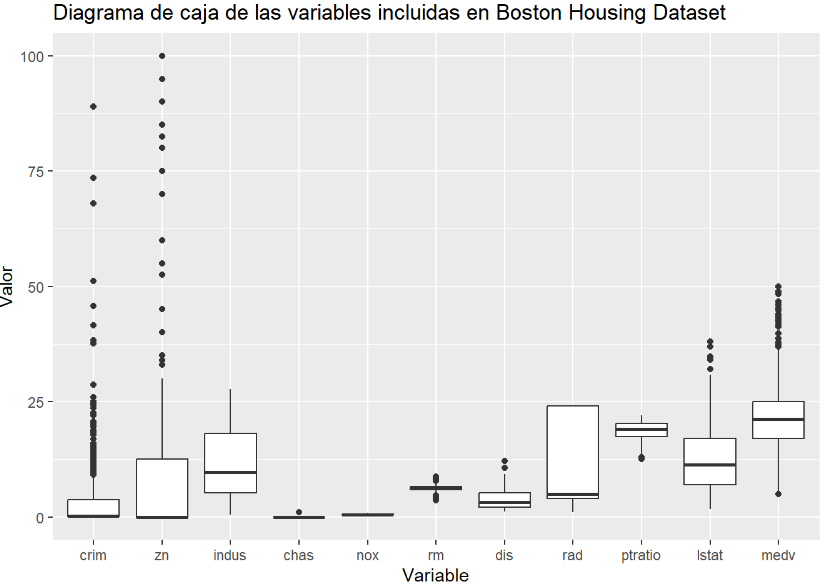 Diagrama de caja de las variables incluidas en Boston Housing Dataset
100
75
50
25
0
Valor
crim zn indus chas nox rm dis rad ptratio lstat medv
Variable